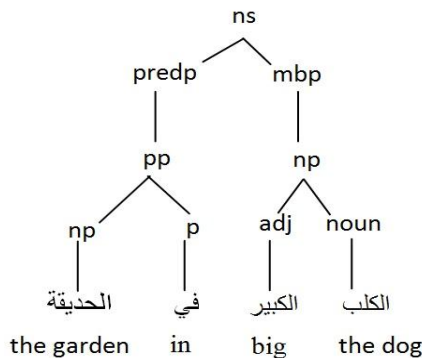 ns
predp mbp
pp np
np p adj noun
الكلب الكبير في الحديقة
the garden in big the dog